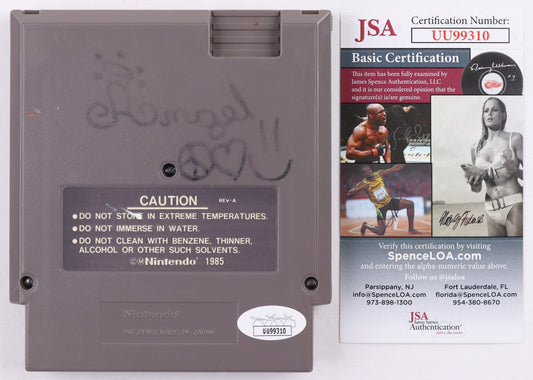 CAUTION REV-A
● DO NOT STORE IN EXTREME TEMPERATURES.
● DO NOT IMMERSE IN WATER.
● DO NOT CLEAN WITH BENZENE, THINNER,
ALCOHOL OR OTHER SUCH SOLVENTS.
©Ⓜ Nintendo 1985
Nintendo
PAT. PEND. MADE IN JAPAN
UU99310
JSA
Certification Number:
UU99310
Basic Certification
This item has been fully examined by
James Spence Authentication, LLC
and it is our considered opinion that the
signature(s) is/are genuine.
Verify this certification by visiting
SpenceLOA.com
and entering the alpha-numeric value above.
Follow us @jsaloa
Parsippany, NJ
info@SpenceLOA.com
973-898-1300
Fort Lauderdale, FL
florida@SpenceLOA.com
954-380-8670
JSA
James Spence
Authentication